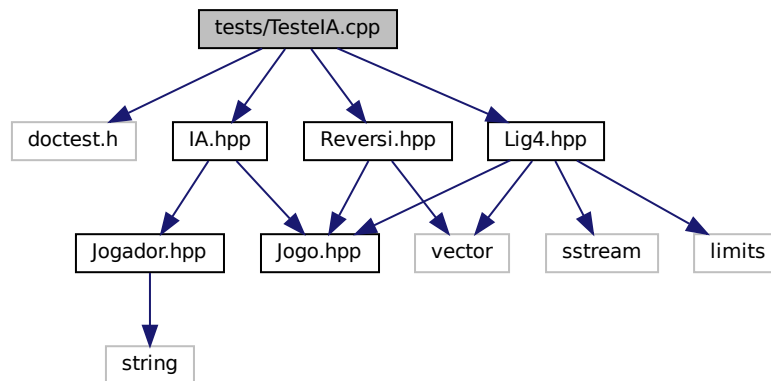 tests/TesteIA.cpp
doctest.h
IA.hpp
Reversi.hpp
Lig4.hpp
Jogador.hpp
Jogo.hpp
vector
sstream
limits
string